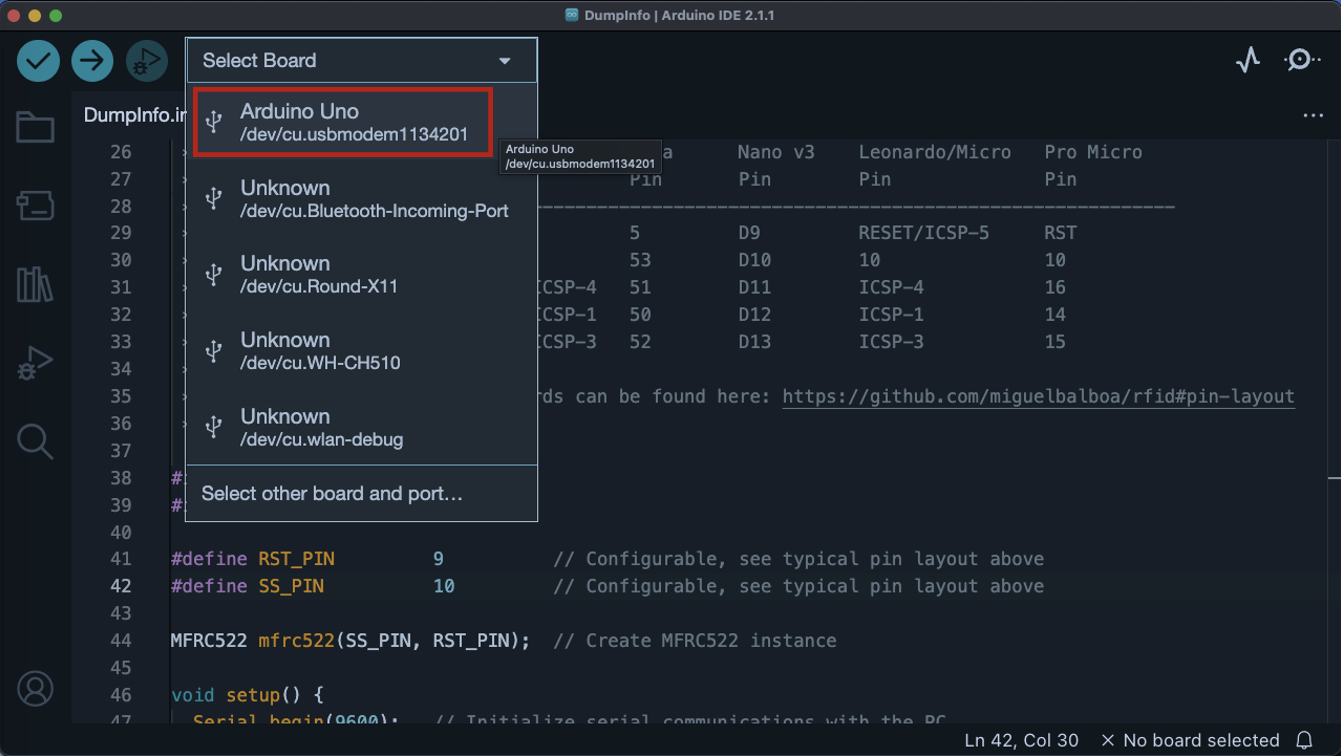 DumpInfo | Arduino IDE 2.1.1
Select Board
DumpInfo.in
Arduino Uno
/dev/cu.usbmodem1134201
Arduino Uno
/dev/cu.usbmodem1134201
Unknown
/dev/cu.Bluetooth-Incoming-Port
Unknown
/dev/cu.Round-X11
Unknown
/dev/cu.WH-CH510
Unknown
/dev/cu.wlan-debug
Select other board and port...
26 a Nano v3 Leonardo/Micro Pro Micro
27 Pin Pin Pin Pin
28 ----------------------------------------------------------
29 5 D9 RESET/ICSP-5 RST
30 53 D10 10 10
31 ICSP-4 51 D11 ICSP-4 16
32 ICSP-1 50 D12 ICSP-1 14
33 ICSP-3 52 D13 ICSP-3 15
34
35 rds can be found here: https://github.com/miguelbalboa/rfid#pin-layout
36
37
38 #
39 #
40
41 #define RST_PIN 9 // Configurable, see typical pin layout above
42 #define SS_PIN 10 // Configurable, see typical pin layout above
43
44 MFRC522 mfrc522(SS_PIN, RST_PIN); // Create MFRC522 instance
45
46 void setup() {
47 Serial.begin(9600); // Initialize serial communications with the PC
Ln 42, Col 30 × No board selected